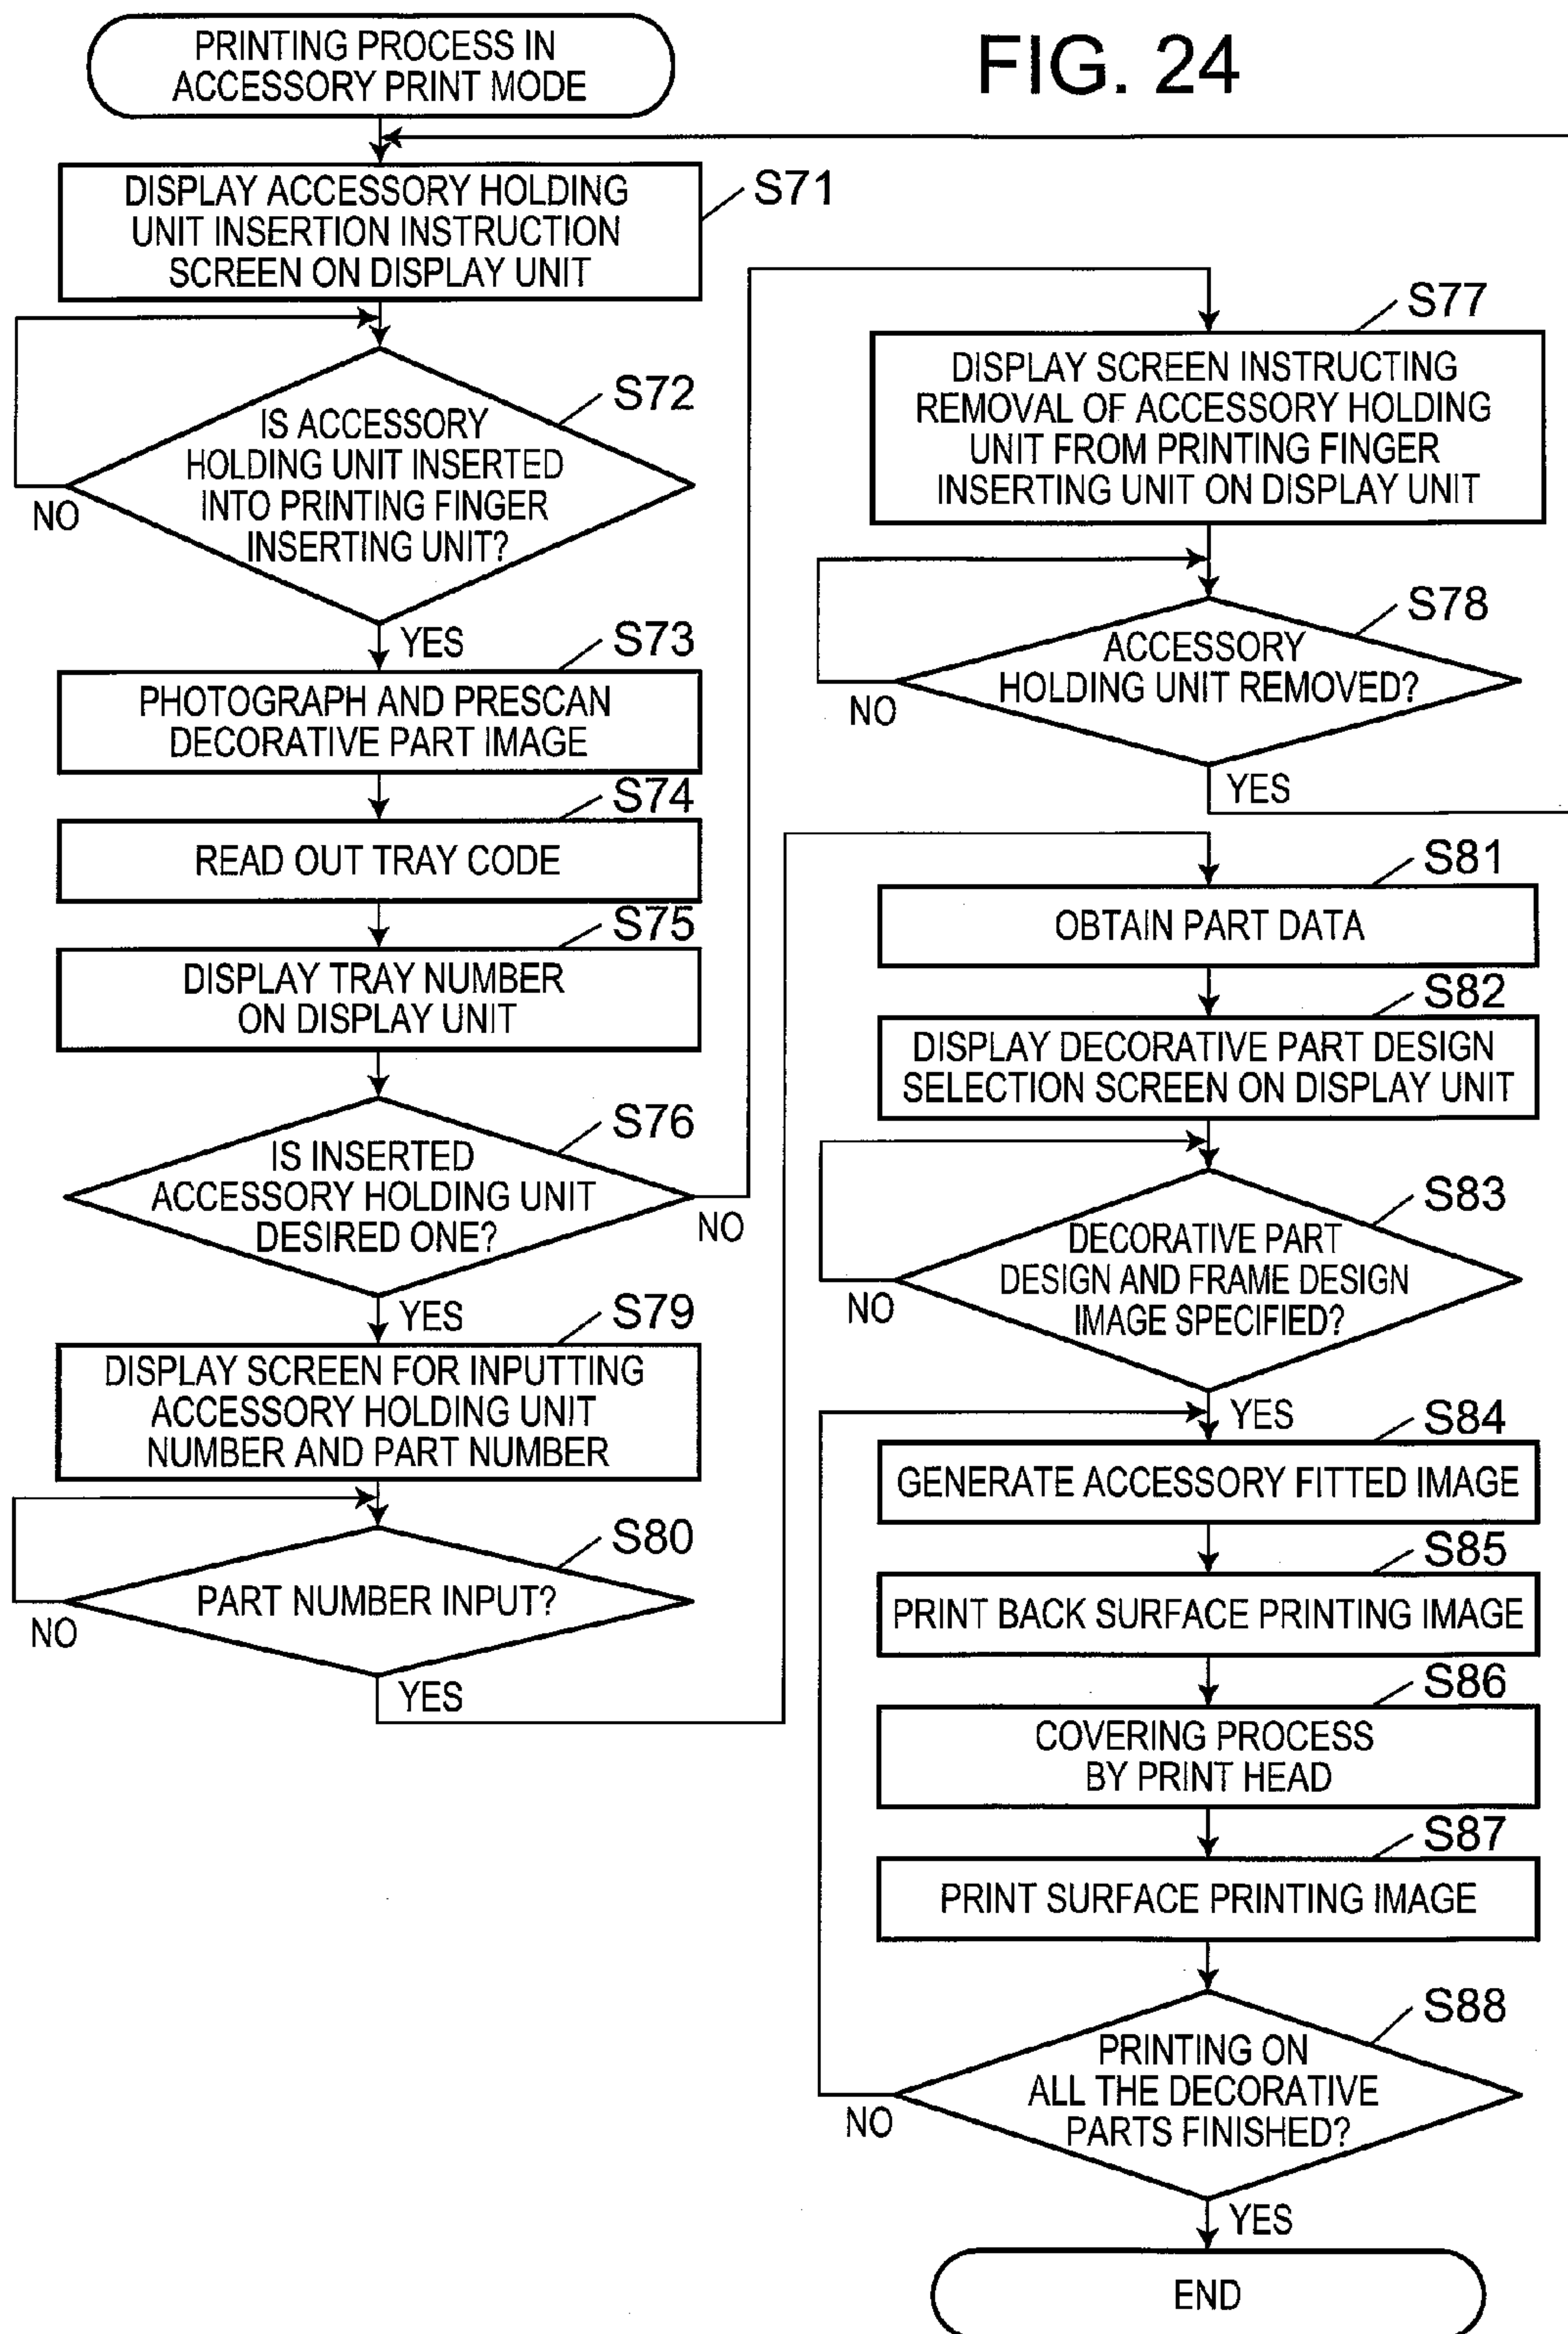 FIG. 24
PRINTING PROCESS IN
ACCESSORY PRINT MODE
DISPLAY ACCESSORY HOLDING
UNIT INSERTION INSTRUCTION
SCREEN ON DISPLAY UNIT
S71
IS ACCESSORY
HOLDING UNIT INSERTED
INTO PRINTING FINGER
INSERTING UNIT?
S72
NO
YES
S73
PHOTOGRAPH AND PRESCAN
DECORATIVE PART IMAGE
S74
READ OUT TRAY CODE
S75
DISPLAY TRAY NUMBER
ON DISPLAY UNIT
S76
IS INSERTED
ACCESSORY HOLDING UNIT
DESIRED ONE?
NO
YES
S79
DISPLAY SCREEN FOR INPUTTING
ACCESSORY HOLDING UNIT
NUMBER AND PART NUMBER
S80
PART NUMBER INPUT?
NO
YES
S77
DISPLAY SCREEN INSTRUCTING
REMOVAL OF ACCESSORY HOLDING
UNIT FROM PRINTING FINGER
INSERTING UNIT ON DISPLAY UNIT
S78
ACCESSORY
HOLDING UNIT REMOVED?
NO
YES
S81
OBTAIN PART DATA
S82
DISPLAY DECORATIVE PART DESIGN
SELECTION SCREEN ON DISPLAY UNIT
S83
DECORATIVE PART
DESIGN AND FRAME DESIGN
IMAGE SPECIFIED?
NO
YES
S84
GENERATE ACCESSORY FITTED IMAGE
S85
PRINT BACK SURFACE PRINTING IMAGE
S86
COVERING PROCESS
BY PRINT HEAD
S87
PRINT SURFACE PRINTING IMAGE
S88
PRINTING ON
ALL THE DECORATIVE
PARTS FINISHED?
NO
YES
END